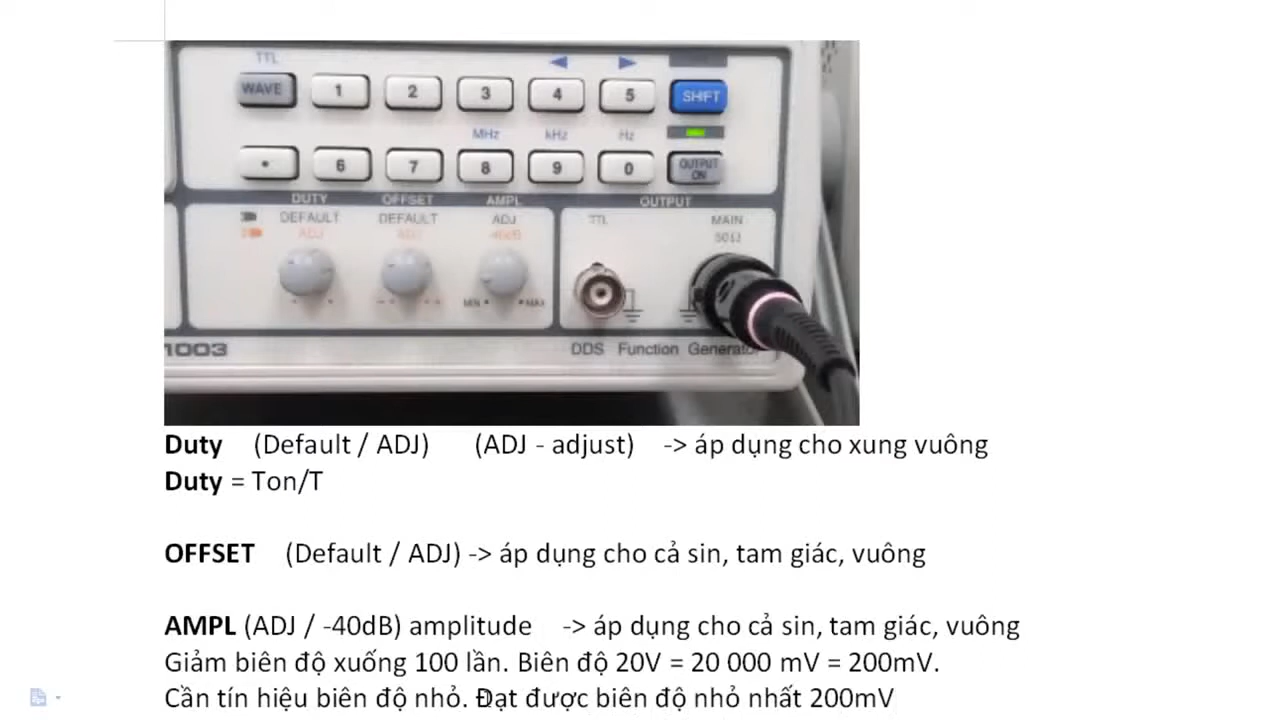 TTL
WAVE 1 2 3 4 5 SHIFT
MHz kHz Hz
• 6 7 8 9 0 OUTPUT ON
DUTY OFFSET AMPL OUTPUT
DEFAULT DEFAULT ADJ TTL MAIN
ADJ ADJ -40dB 50Ω
MIN MAX
1003 DDS Function Generator
Duty (Default / ADJ) (ADJ - adjust) -> áp dụng cho xung vuông
Duty = Ton/T
OFFSET (Default / ADJ) -> áp dụng cho cả sin, tam giác, vuông
AMPL (ADJ / -40dB) amplitude -> áp dụng cho cả sin, tam giác, vuông
Giảm biên độ xuống 100 lần. Biên độ 20V = 20 000 mV = 200mV.
Cần tín hiệu biên độ nhỏ. Đạt được biên độ nhỏ nhất 200mV